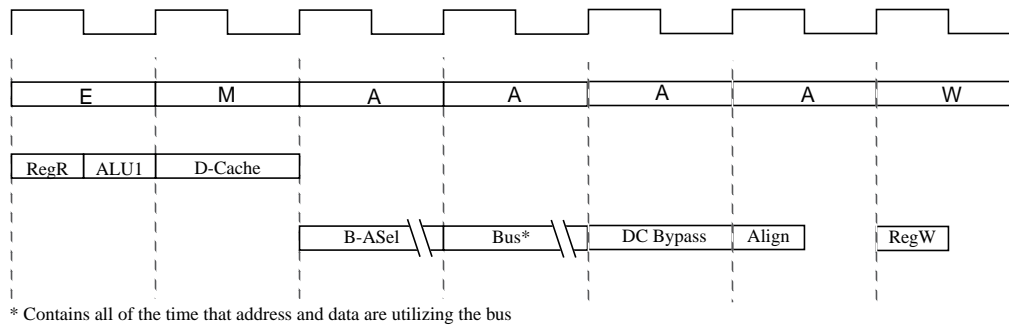 E M A A A A W
RegR ALU1 D-Cache
B-ASel Bus* DC Bypass Align RegW
* Contains all of the time that address and data are utilizing the bus